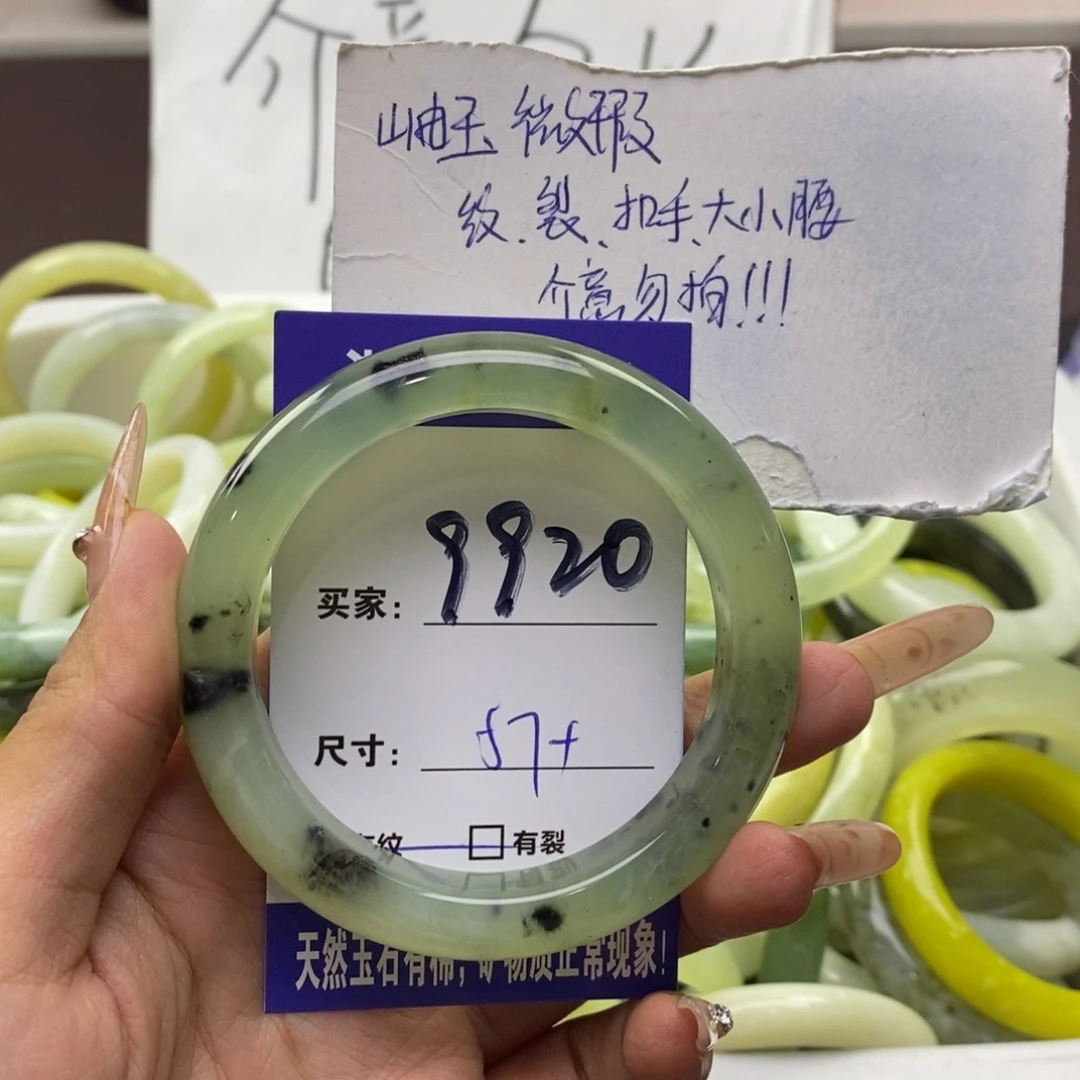 岫玉 微瑕
纹、裂、扣手、大小腰
介意勿拍!!!
买家: 9920
尺寸: 57+
纹 □有裂
天然玉石有棉,矿物质正常现象!